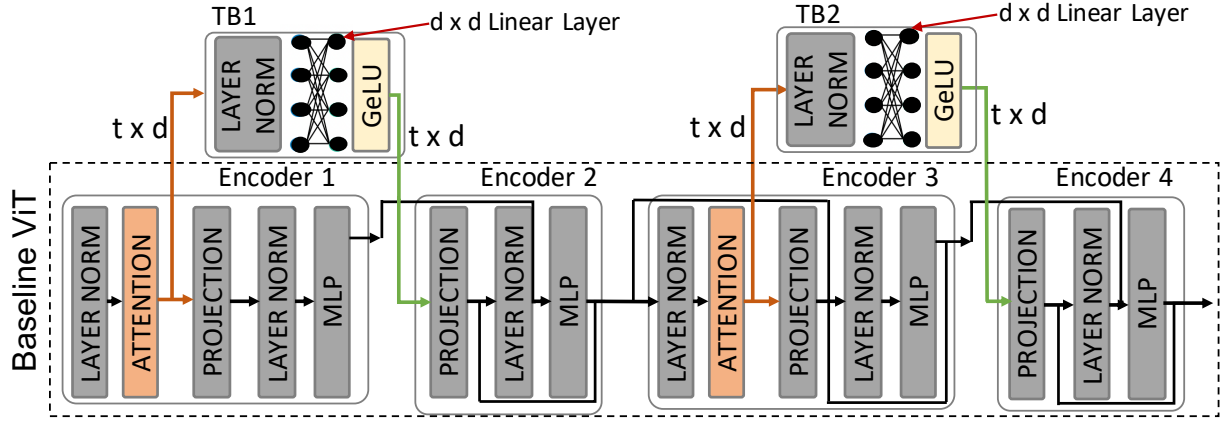 TB1
d x d Linear Layer
TB2
d x d Linear Layer
LAYER
NORM
GeLU
LAYER
NORM
GeLU
t x d
t x d
t x d
t x d
Baseline ViT
Encoder 1
Encoder 2
Encoder 3
Encoder 4
LAYER NORM
ATTENTION
PROJECTION
LAYER NORM
MLP
PROJECTION
LAYER NORM
MLP
LAYER NORM
ATTENTION
PROJECTION
LAYER NORM
MLP
PROJECTION
LAYER NORM
MLP